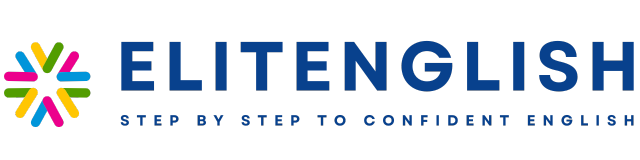 ELITENGLISH
STEP BY STEP TO CONFIDENT ENGLISH